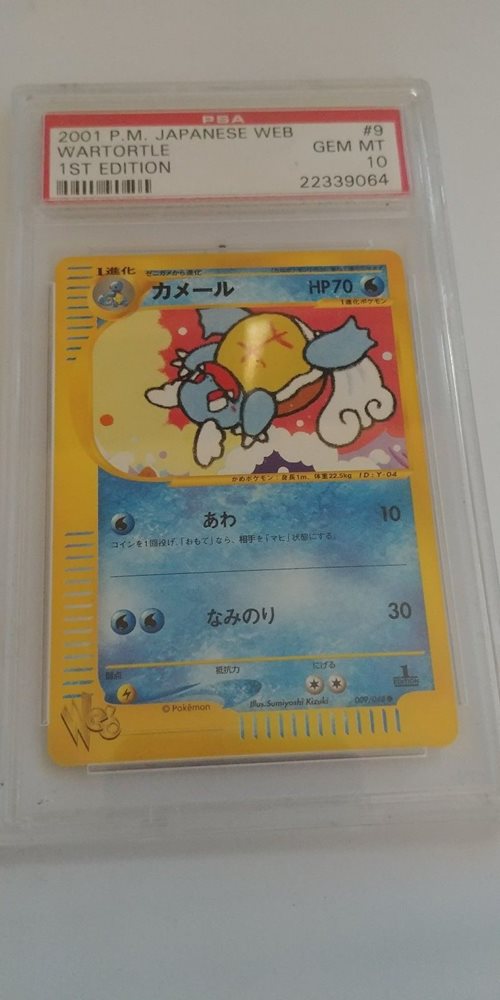 PSA
2001 P.M. JAPANESE WEB #9
WARTORTLE GEM MT
1ST EDITION 10
22339064
1進化 ゼニガメから進化
カメール HP70
1進化ポケモン
かめポケモン：身長1m、体重22.5kg ID:Y-04
あわ 10
コインを1回投げ、「おもて」なら、相手を「マヒ」状態にする。
なみのり 30
弱点 抵抗力 にげる
1
EDITION
Web
©Pokémon Illus.Sumiyoshi Kizuki 009/048●